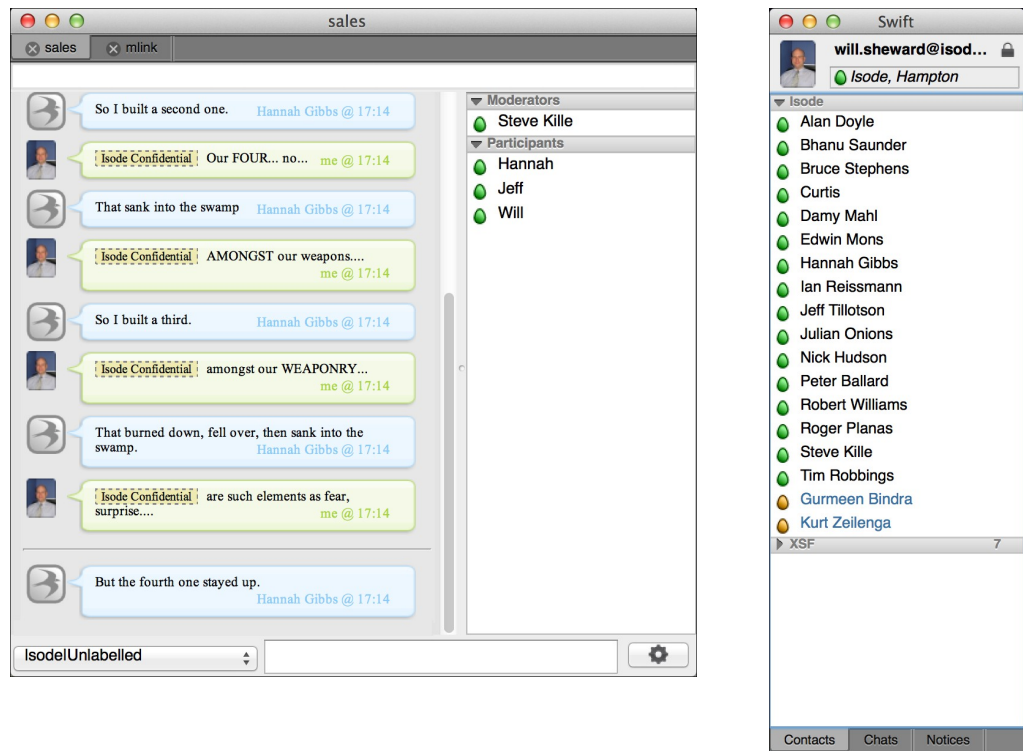 sales
sales
mlink
So I built a second one.
Hannah Gibbs @ 17:14
Isode Confidential Our FOUR... no... me @ 17:14
That sank into the swamp
Hannah Gibbs @ 17:14
Isode Confidential AMONGST our weapons....
me @ 17:14
So I built a third.
Hannah Gibbs @ 17:14
Isode Confidential amongst our WEAPONRY...
me @ 17:14
That burned down, fell over, then sank into the
swamp.
Hannah Gibbs @ 17:14
Isode Confidential are such elements as fear,
surprise....
me @ 17:14
But the fourth one stayed up.
Hannah Gibbs @ 17:14
Isode|Unlabelled
Moderators
Steve Kille
Participants
Hannah
Jeff
Will
Swift
will.sheward@isod...
Isode, Hampton
Isode
Alan Doyle
Bhanu Saunder
Bruce Stephens
Curtis
Damy Mahl
Edwin Mons
Hannah Gibbs
Ian Reissmann
Jeff Tillotson
Julian Onions
Nick Hudson
Peter Ballard
Robert Williams
Roger Planas
Steve Kille
Tim Robbings
Gurmeen Bindra
Kurt Zeilenga
XSF 7
Contacts
Chats
Notices